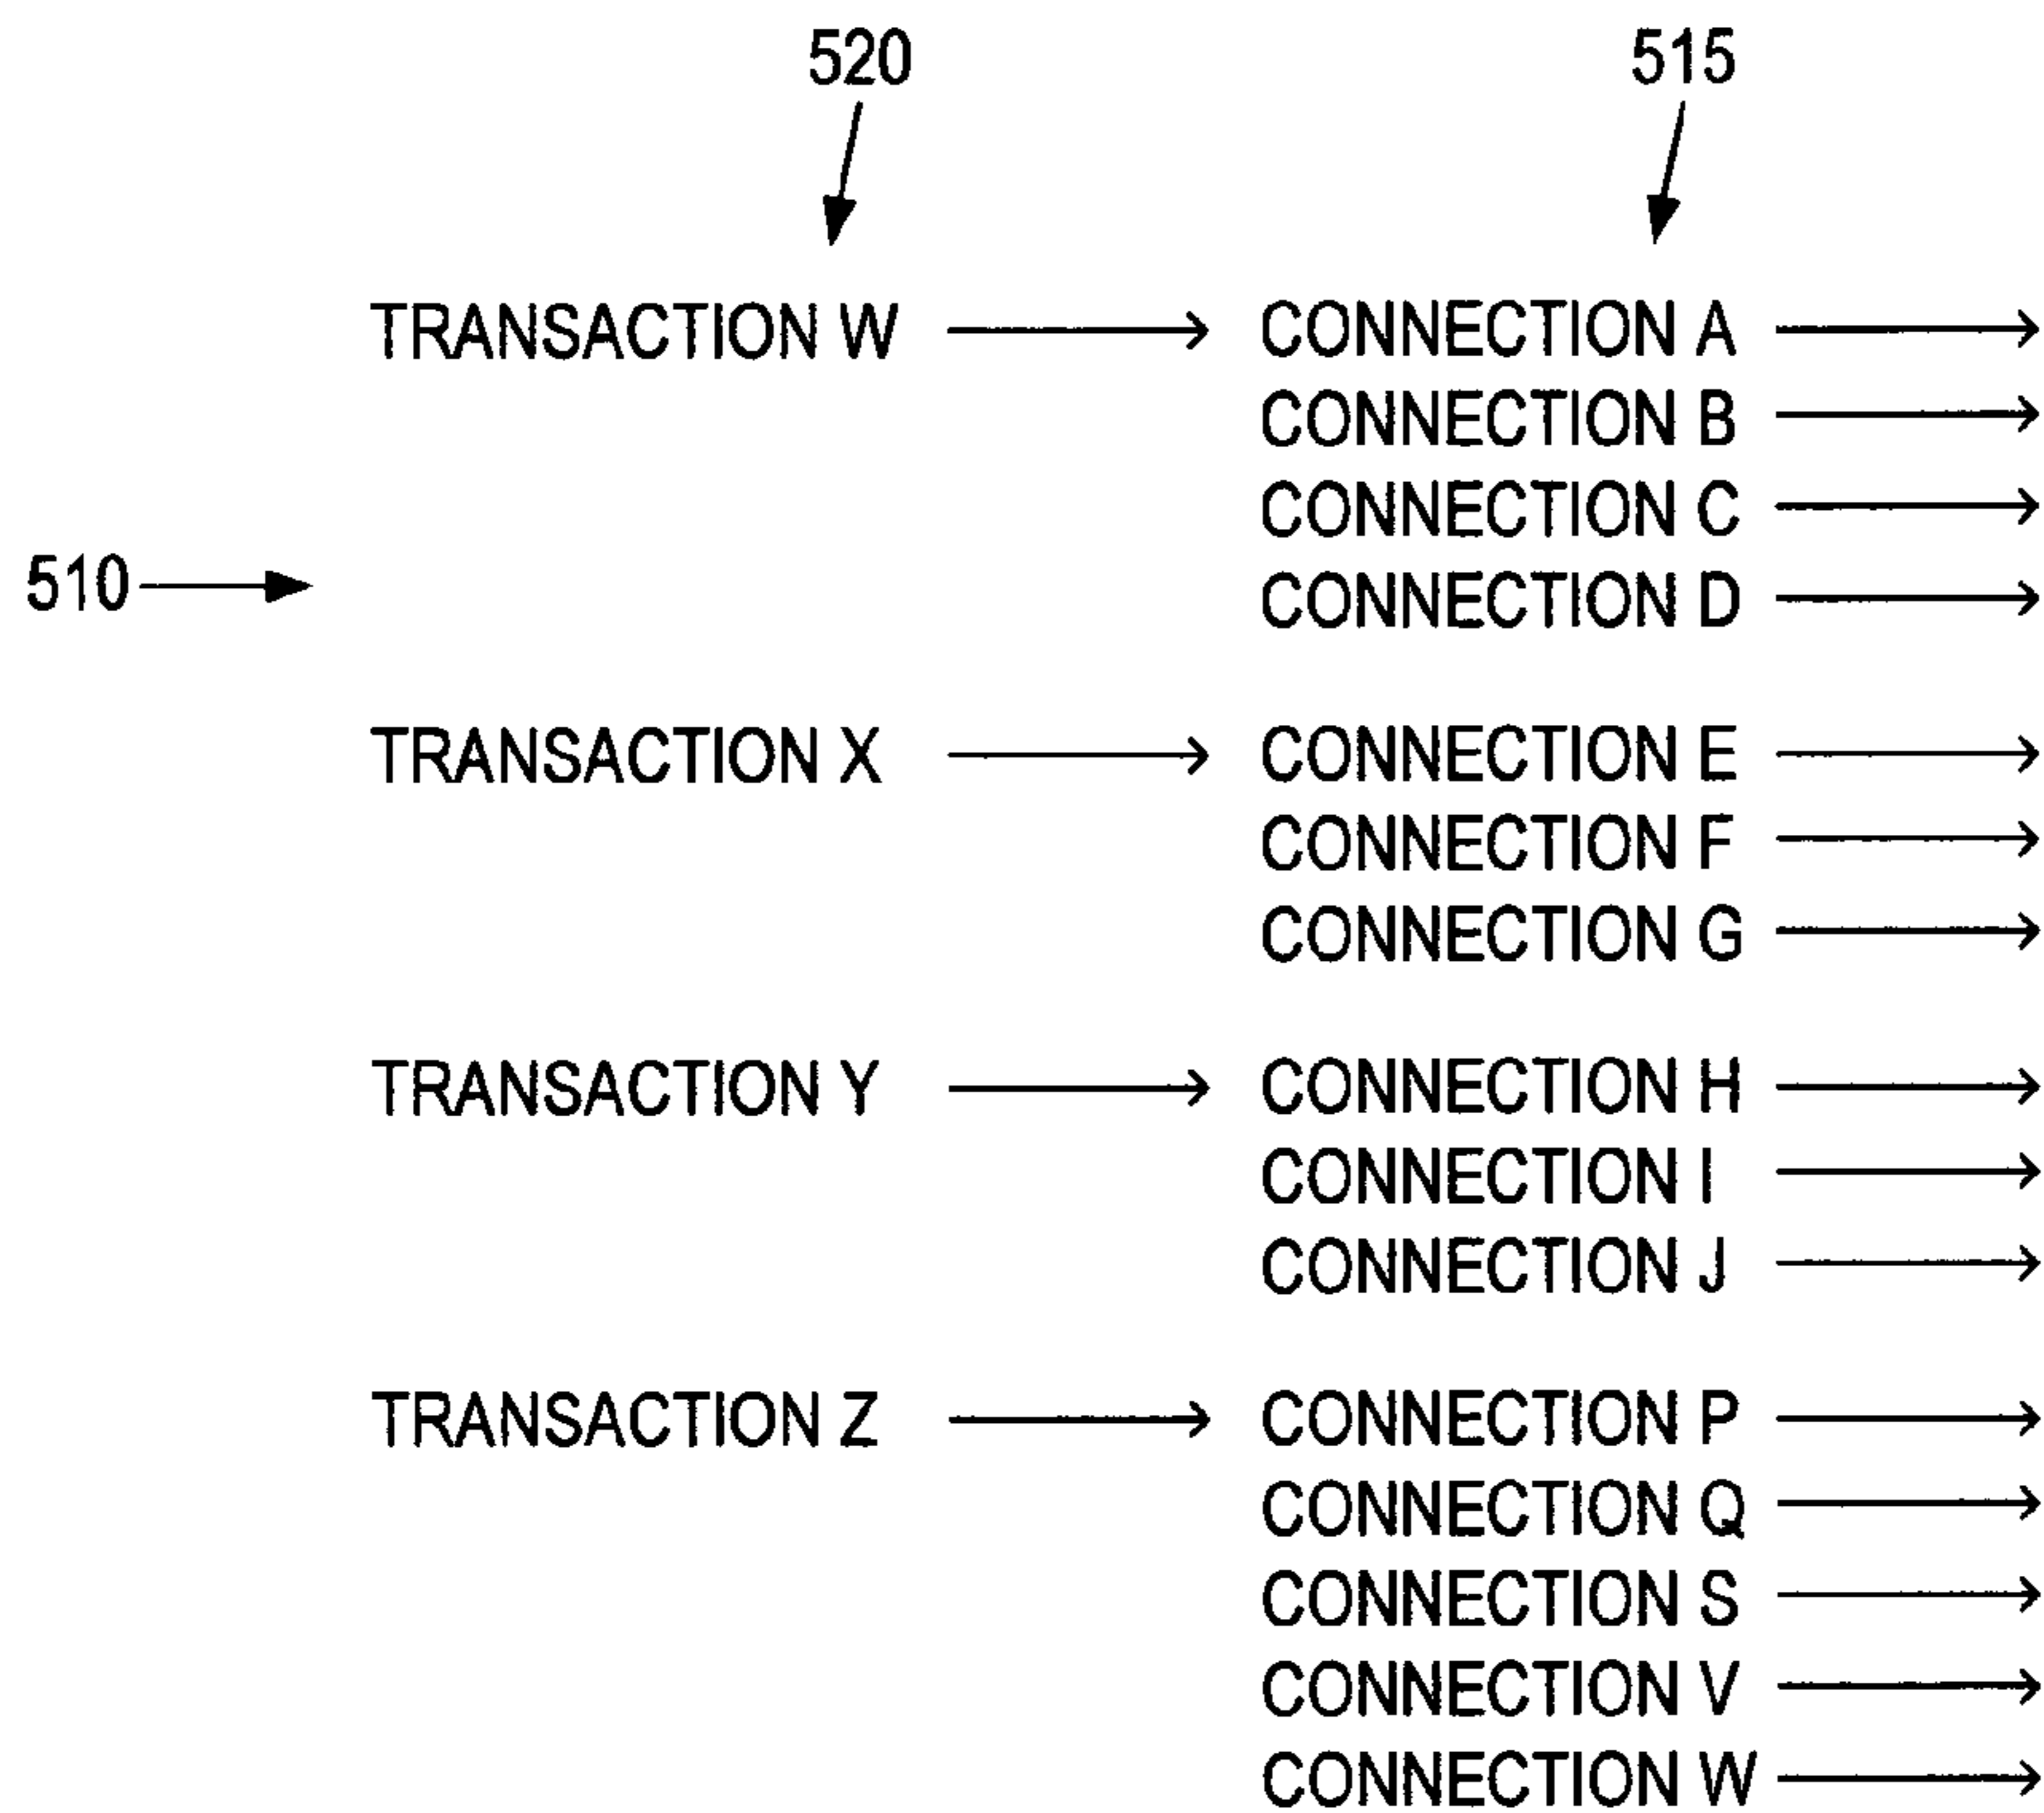 520 515
TRANSACTION W CONNECTION A
CONNECTION B
CONNECTION C
510 CONNECTION D
TRANSACTION X CONNECTION E
CONNECTION F
CONNECTION G
TRANSACTION Y CONNECTION H
CONNECTION I
CONNECTION J
TRANSACTION Z CONNECTION P
CONNECTION Q
CONNECTION S
CONNECTION V
CONNECTION W